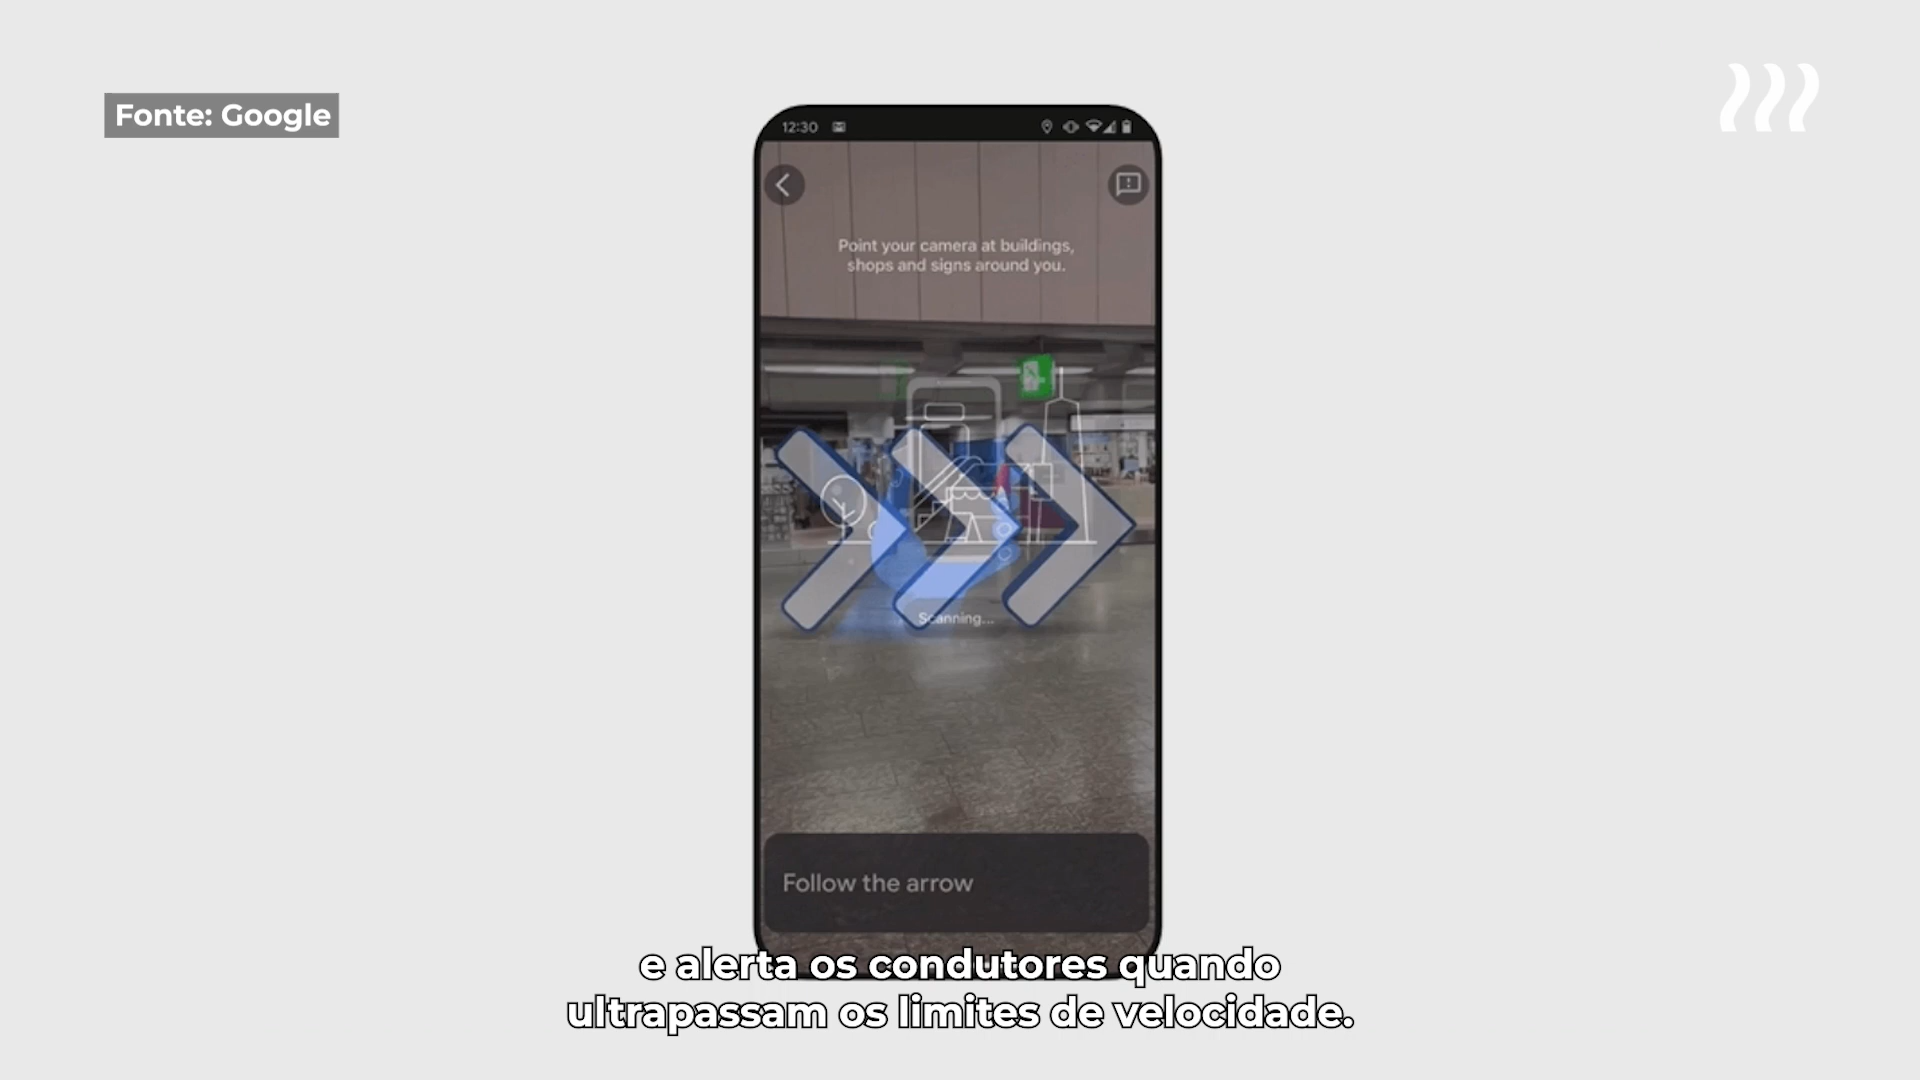 Fonte: Google
12:30
Point your camera at buildings,
shops and signs around you.
Scanning...
Follow the arrow
e alerta os condutores quando
ultrapassam os limites de velocidade.